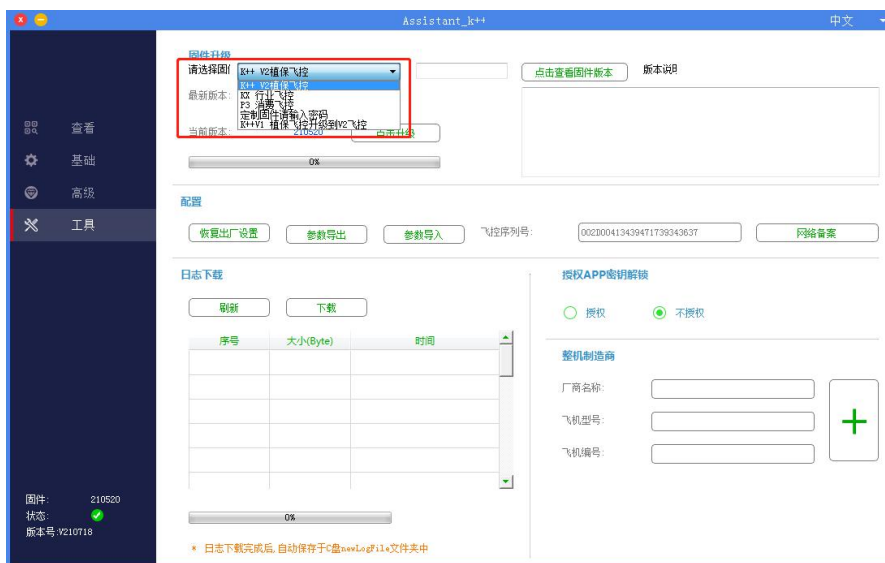 Assistant_k++
中文
固件升级
请选择固
K++ V2植保飞控
点击查看固件版本
版本说
K++ V2植保飞控
KX 行业飞控
P3 消费飞控
定制固件请输入密码
K++V1 植保飞控升级到V2飞控
最新版本:
当前版本:
210520
点击升级
0%
查看
基础
高级
工具
配置
恢复出厂设置
参数导出
参数导入
飞控序列号:
002D00413439471739343637
网络备案
日志下载
刷新
下载
序号
大小(Byte)
时间
0%
* 日志下载完成后,自动保存于C盘newLogFile文件夹中
授权APP密钥解锁
授权
不授权
整机制造商
厂商名称:
飞机型号:
飞机编号:
+
固件: 210520
状态:
版本号:V210718